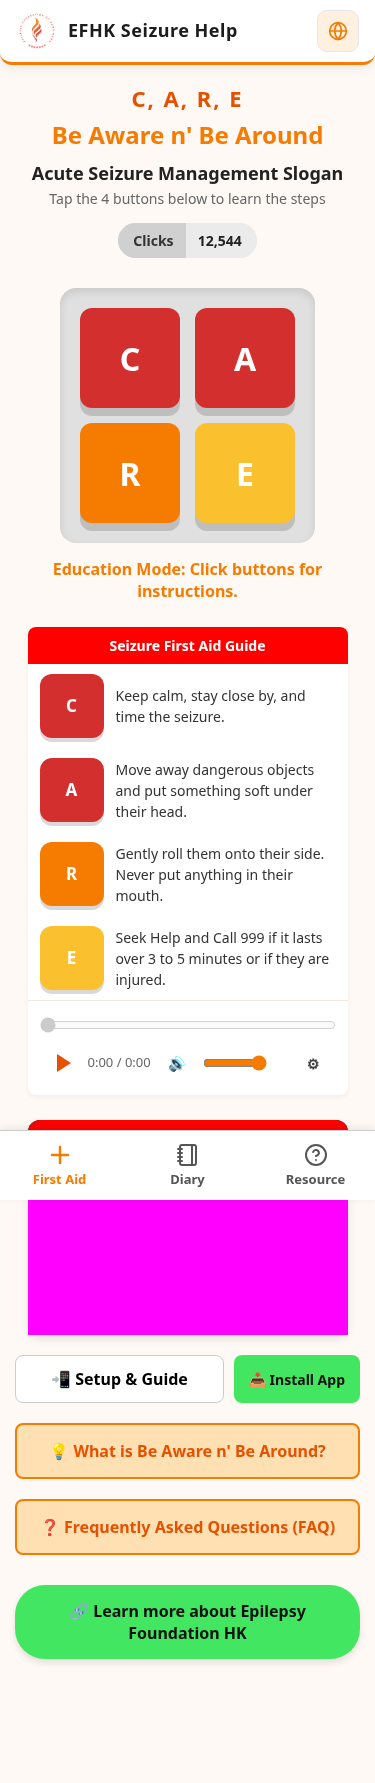 EFHK Seizure Help
C, A, R, E
Be Aware n' Be Around
Acute Seizure Management Slogan
Tap the 4 buttons below to learn the steps
Clicks 12,544
C A
R E
Education Mode: Click buttons for
instructions.
Seizure First Aid Guide
C
Keep calm, stay close by, and
time the seizure.
A
Move away dangerous objects
and put something soft under
their head.
R
Gently roll them onto their side.
Never put anything in their
mouth.
E
Seek Help and Call 999 if it lasts
over 3 to 5 minutes or if they are
injured.
0:00 / 0:00
First Aid Diary Resource
Setup & Guide Install App
What is Be Aware n' Be Around?
Frequently Asked Questions (FAQ)
Learn more about Epilepsy
Foundation HK